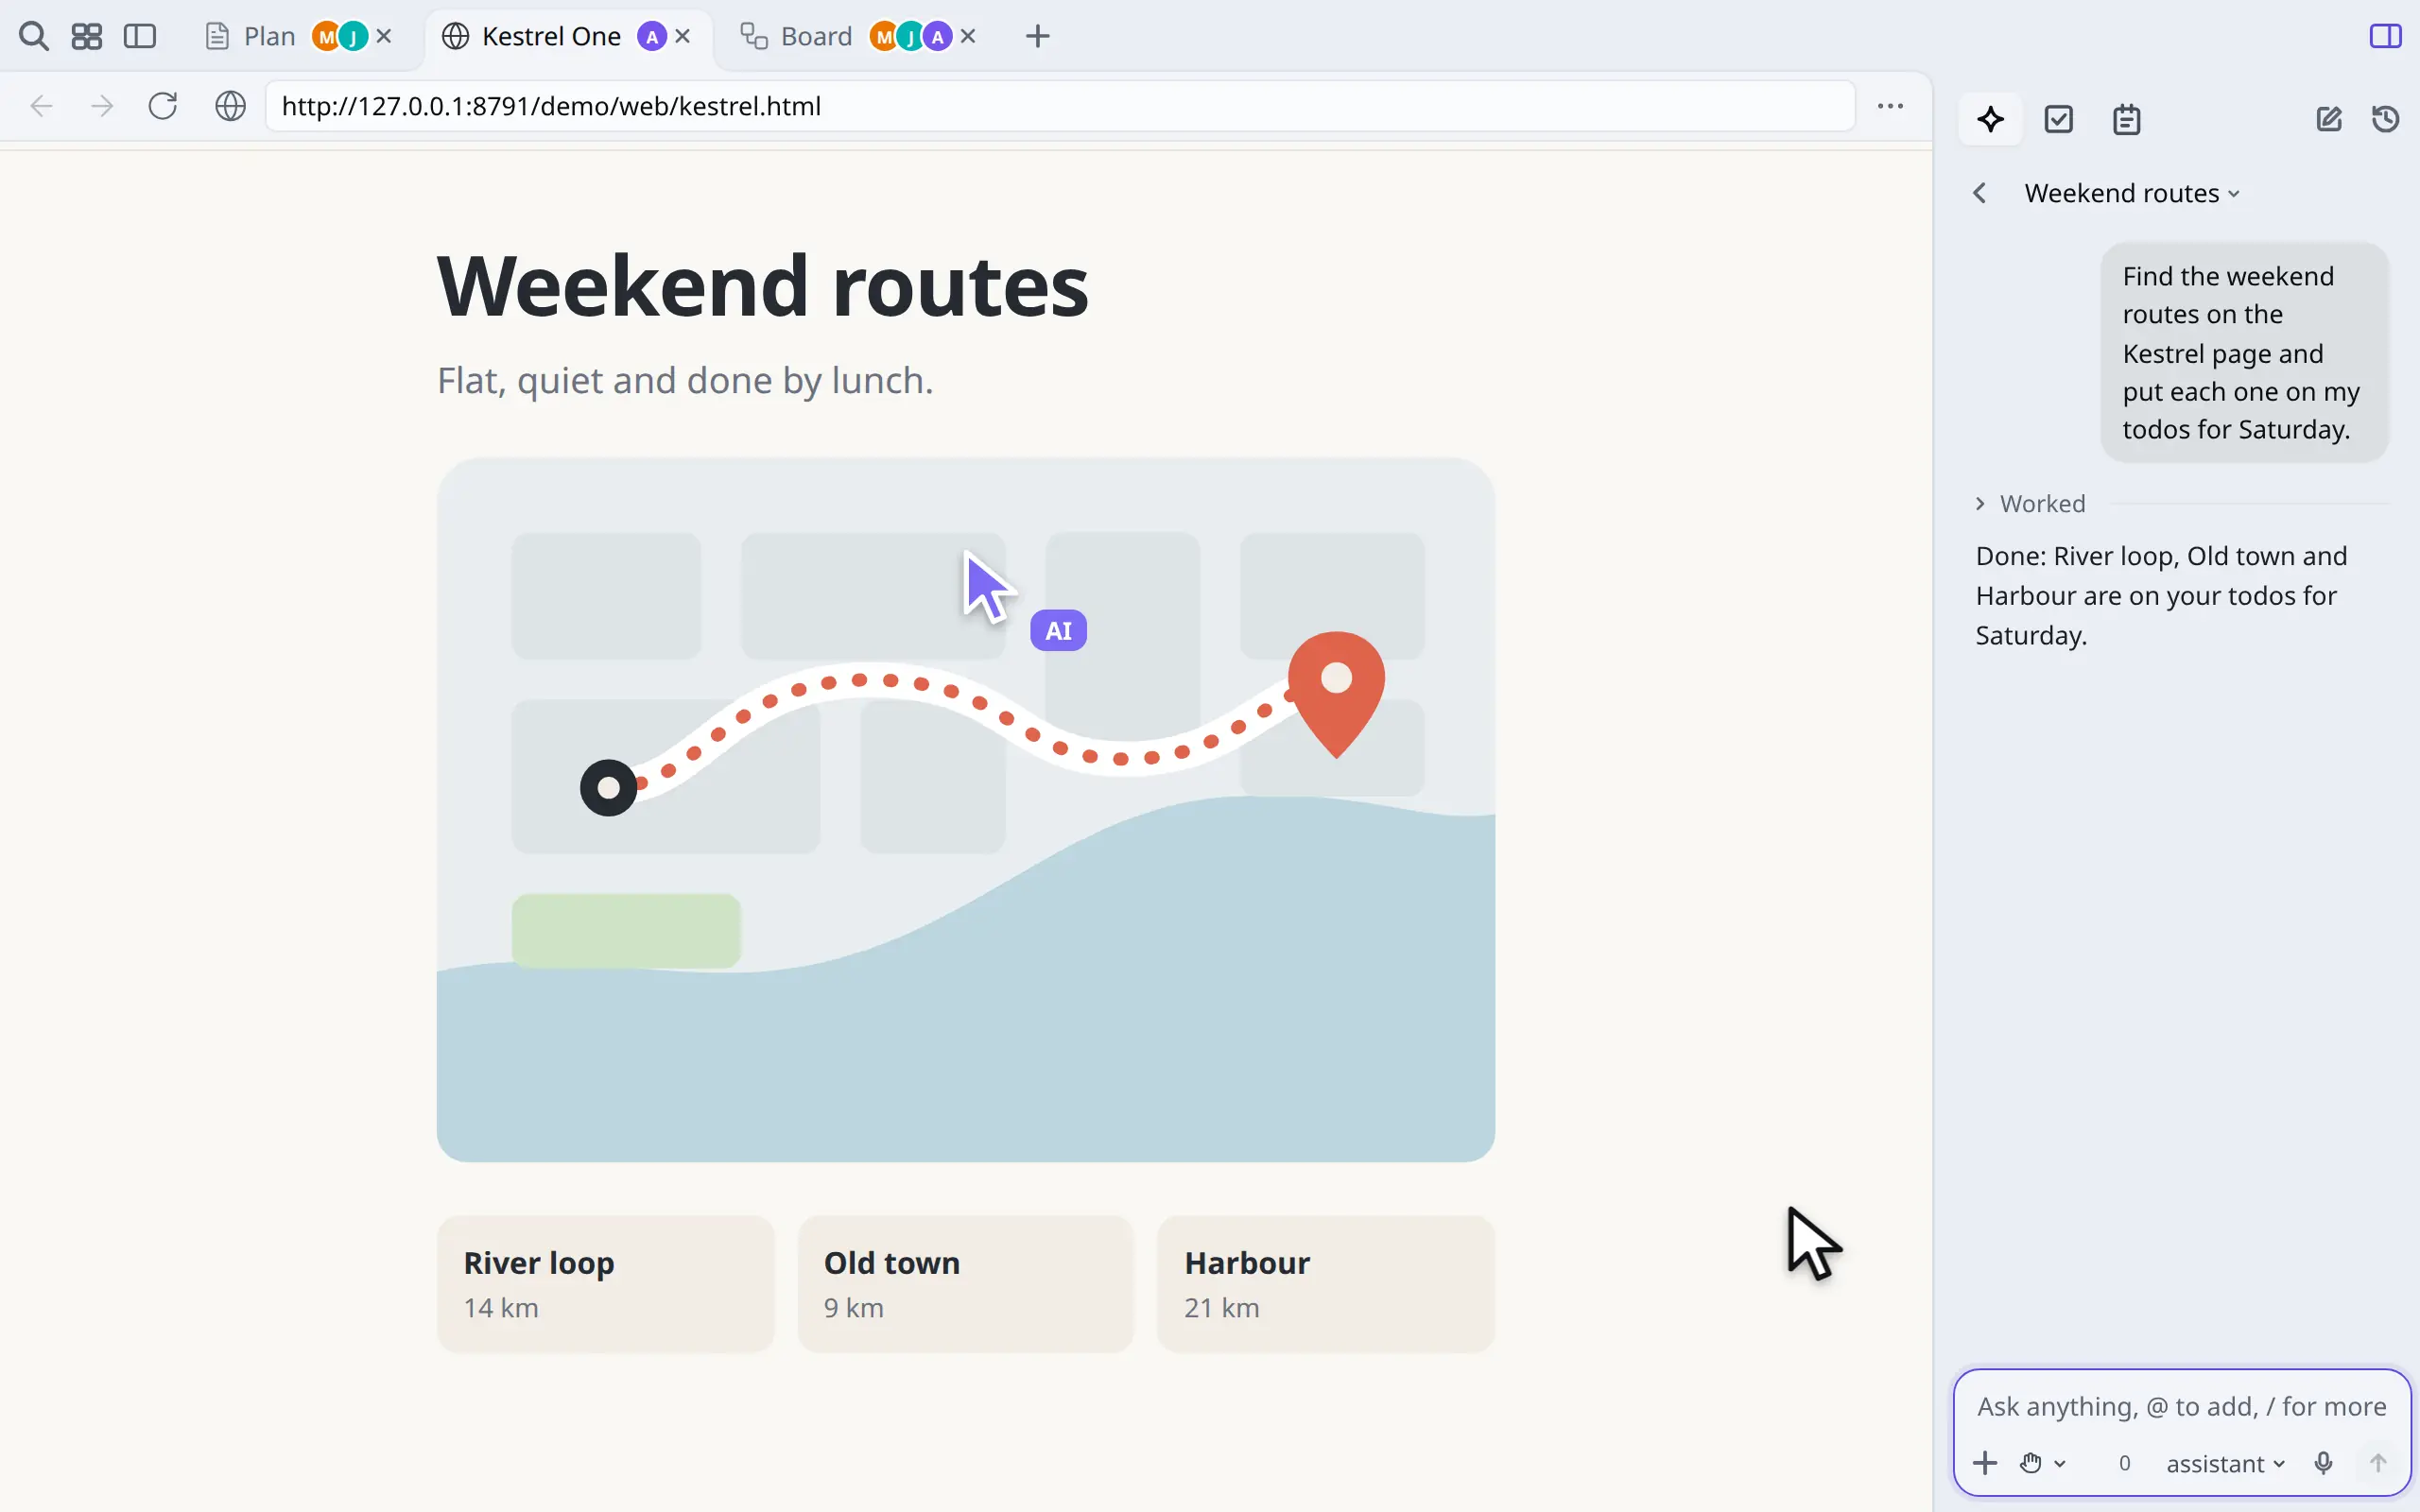 Plan
M
J
Kestrel One
A
Board
M
J
A
http://127.0.0.1:8791/demo/web/kestrel.html
Weekend routes
Flat, quiet and done by lunch.
AI
River loop
14 km
Old town
9 km
Harbour
21 km
Weekend routes
Find the weekend
routes on the
Kestrel page and
put each one on my
todos for Saturday.
Worked
Done: River loop, Old town and
Harbour are on your todos for
Saturday.
Ask anything, @ to add, / for more
0
assistant